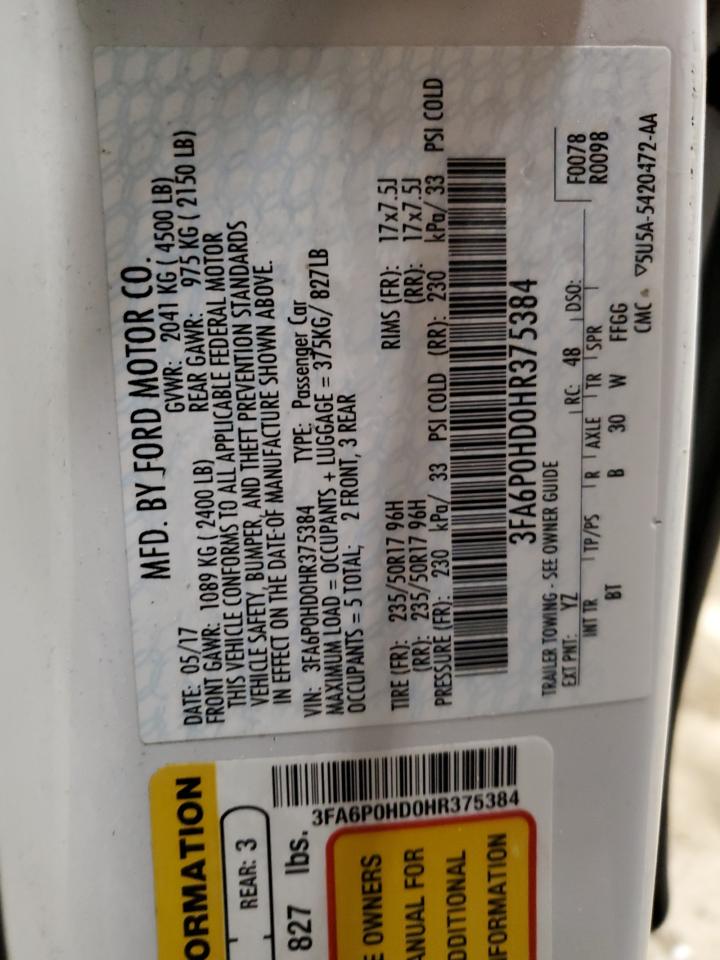 MFD. BY FORD MOTOR CO.
DATE: 05/17 GVWR: 2041 KG ( 4500 LB)
FRONT GAWR: 1089 KG ( 2400 LB) REAR GAWR: 975 KG ( 2150 LB)
THIS VEHICLE CONFORMS TO ALL APPLICABLE FEDERAL MOTOR
VEHICLE SAFETY, BUMPER, AND THEFT PREVENTION STANDARDS
IN EFFECT ON THE DATE OF MANUFACTURE SHOWN ABOVE.
VIN: 3FA6P0HD0HR375384 TYPE: Passenger Car
MAXIMUM LOAD = OCCUPANTS + LUGGAGE = 375KG/ 827LB
OCCUPANTS = 5 TOTAL; 2 FRONT, 3 REAR
TIRE (FR): 235/50R17 96H RIMS (FR): 17x7.5J
(RR): 235/50R17 96H (RR): 17x7.5J
PRESSURE (FR): 230 kPa/ 33 PSI COLD (RR): 230 kPa/ 33 PSI COLD
3FA6P0HD0HR375384
TRAILER TOWING - SEE OWNER GUIDE
EXT PNT: YZ RC: 48 DSO: F0078
R0098
INT TR TP/PS R AXLE TR SPR
BT B 30 W FFGG
CMC ▽5U5A-5420472-AA
ORMATION
REAR: 3
827 lbs.
3FA6P0HD0HR375384
E OWNERS
ANUAL FOR
DDITIONAL
NFORMATION